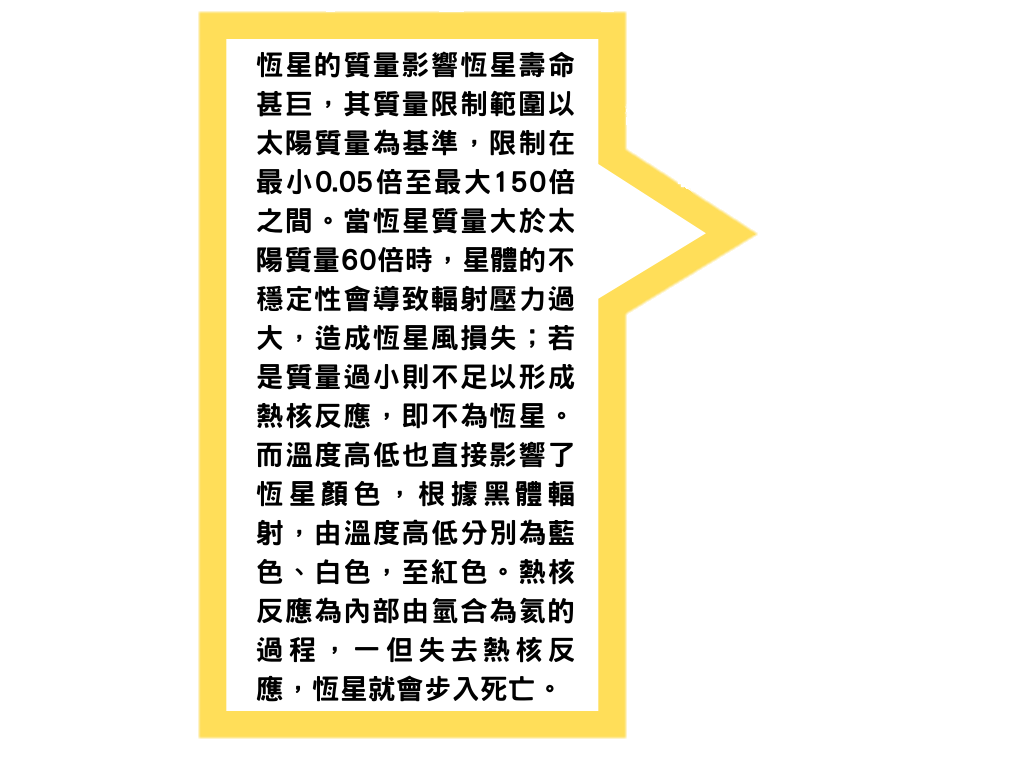 恆星的質量影響恆星壽命
甚巨，其質量限制範圍以
太陽質量為基準，限制在
最小0.05倍至最大150倍
之間。當恆星質量大於太
陽質量60倍時，星體的不
穩定性會導致輻射壓力過
大，造成恆星風損失；若
是質量過小則不足以形成
熱核反應，即不為恆星。
而溫度高低也直接影響了
恆星顏色，根據黑體輻
射，由溫度高低分別為藍
色、白色，至紅色。熱核
反應為內部由氫合為氦的
過程，一但失去熱核反
應，恆星就會步入死亡。